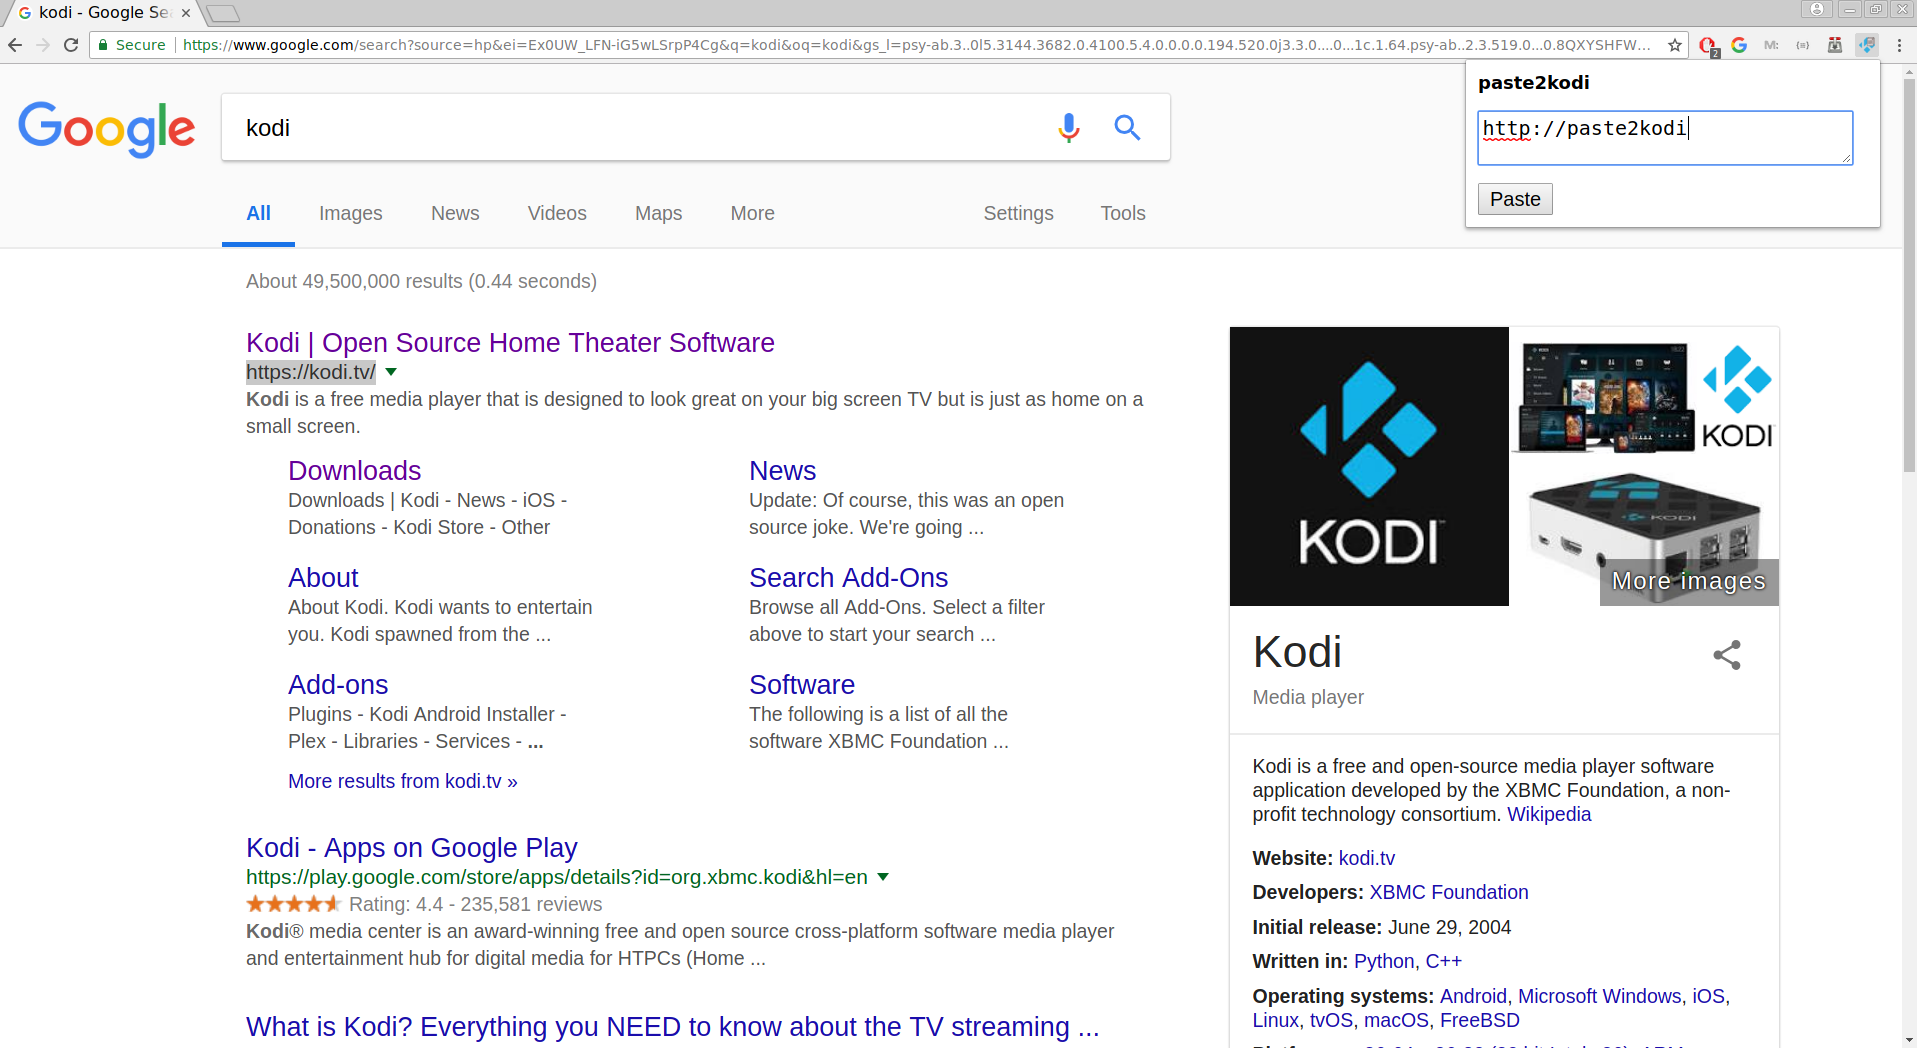 kodi - Google Se
Secure
https://www.google.com/search?source=hp&ei=Ex0UW_LFN-iG5wLSrpP4Cg&q=kodi&oq=kodi&gs_l=psy-ab.3..0l5.3144.3682.0.4100.5.4.0.0.0.0.194.520.0j3.3.0....0...1c.1.64.psy-ab..2.3.519.0...0.8QXYSHFW...
2
paste2kodi
http://paste2kodi
Paste
Google
kodi
All Images News Videos Maps More Settings Tools
About 49,500,000 results (0.44 seconds)
Kodi | Open Source Home Theater Software
https://kodi.tv/
Kodi is a free media player that is designed to look great on your big screen TV but is just as home on a
small screen.
Downloads
Downloads | Kodi - News - iOS -
Donations - Kodi Store - Other
News
Update: Of course, this was an open
source joke. We're going ...
About
About Kodi. Kodi wants to entertain
you. Kodi spawned from the ...
Search Add-Ons
Browse all Add-Ons. Select a filter
above to start your search ...
Add-ons
Plugins - Kodi Android Installer -
Plex - Libraries - Services - ...
Software
The following is a list of all the
software XBMC Foundation ...
More results from kodi.tv »
Kodi - Apps on Google Play
https://play.google.com/store/apps/details?id=org.xbmc.kodi&hl=en
Rating: 4.4 - 235,581 reviews
Kodi® media center is an award-winning free and open source cross-platform software media player
and entertainment hub for digital media for HTPCs (Home ...
What is Kodi? Everything you NEED to know about the TV streaming ...
KODI
KODI
KODI
More images
Kodi
Media player
Kodi is a free and open-source media player software
application developed by the XBMC Foundation, a non-
profit technology consortium. Wikipedia
Website: kodi.tv
Developers: XBMC Foundation
Initial release: June 29, 2004
Written in: Python, C++
Operating systems: Android, Microsoft Windows, iOS,
Linux, tvOS, macOS, FreeBSD